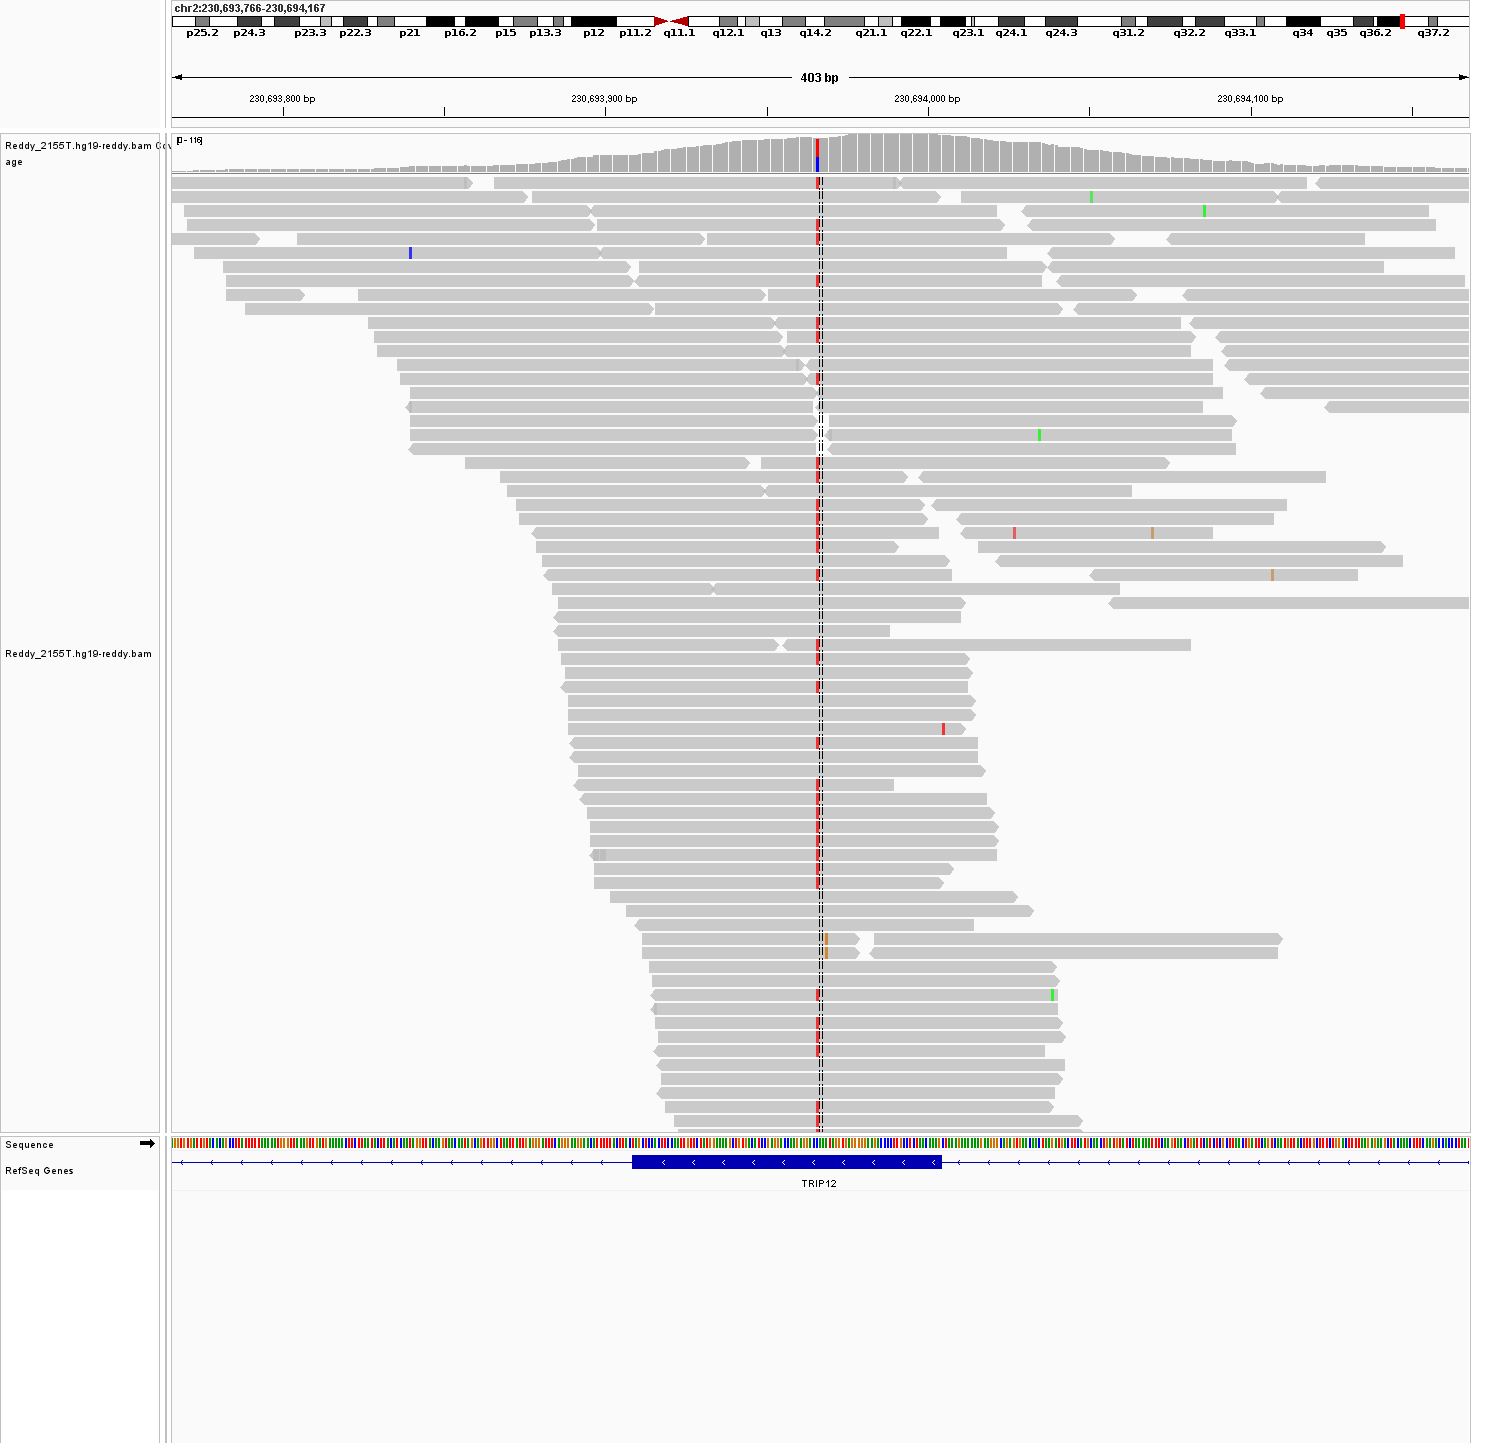 chr2:230,693,766-230,694,167
p25.2 p24.3 p23.3 p22.3 p21 p16.2 p15 p13.3 p12 p11.2 q11.1 q12.1 q13 q14.2 q21.1 q22.1 q23.1 q24.1 q24.3 q31.2 q32.2 q33.1 q34 q35 q36.2 q37.2
403 bp
230,693,800 bp 230,693,900 bp 230,694,000 bp 230,694,100 bp
Reddy_2155T.hg19-reddy.bam Cov
age
[0 - 116]
Reddy_2155T.hg19-reddy.bam
Sequence
RefSeq Genes
TRIP12